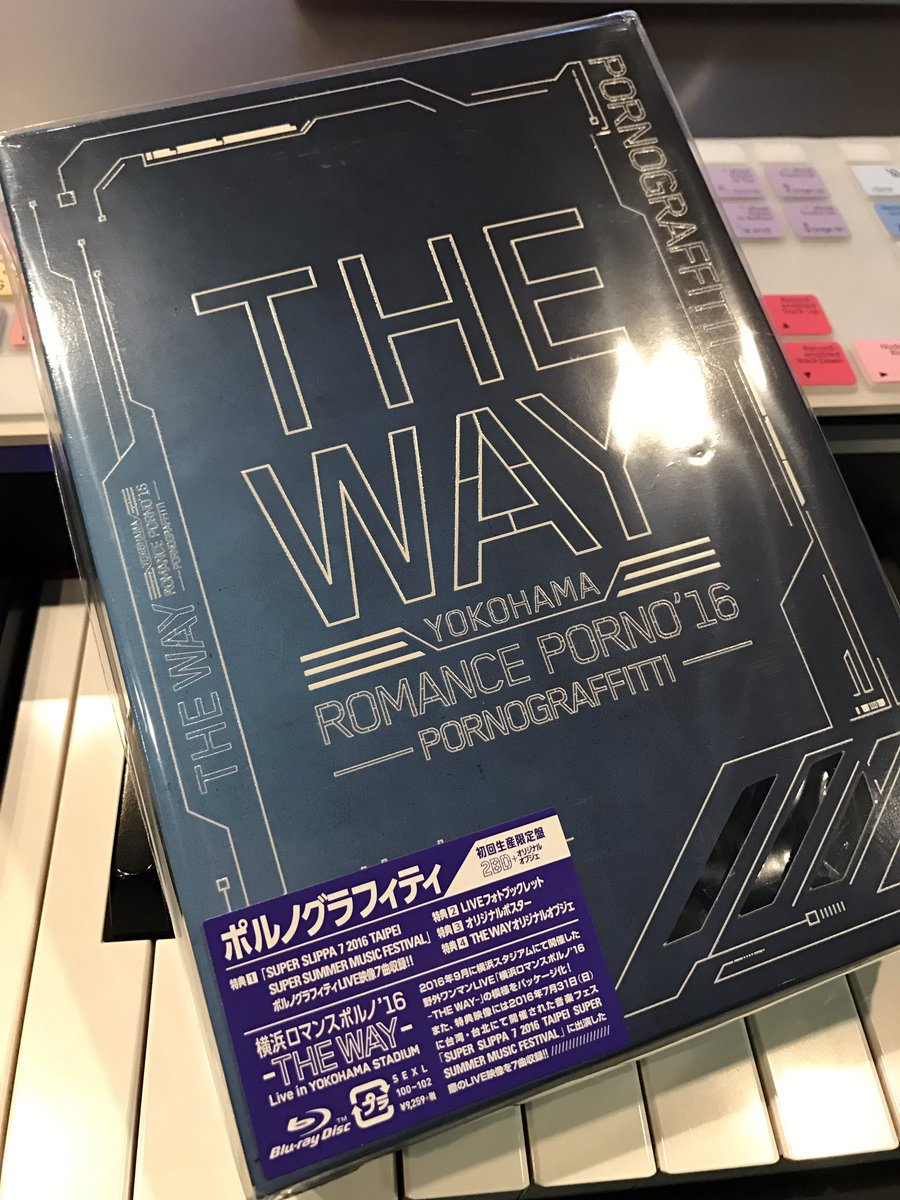 PORNOGRAFFITTI
THE
WAY
YOKOHAMA
ROMANCE PORNO'16
PORNOGRAFFITTI
THE WAY
YOKOHAMA
ROMANCE PORNO'16
PORNOGRAFFITTI
ポルノグラフィティ
初回生産限定盤
2BD+オリジナルオブジェ
特典1 「SUPER SLIPPA 7 2016 TAIPEI
SUPER SUMMER MUSIC FESTIVAL」
ポルノグラフィティLIVE映像7曲収録!!
特典2 LIVEフォトブックレット
特典3 オリジナルポスター
特典4 THE WAYオリジナルオブジェ
横浜ロマンスポルノ'16
-THE WAY-
Live in YOKOHAMA STADIUM
2016年9月に横浜スタジアムにて開催した
野外ワンマンLIVE「横浜ロマンスポルノ'16
-THE WAY-」の模様をパッケージ化!
また、特典映像には2016年7月31日(日)
に台湾・台北にて開催された音楽フェス
「SUPER SLIPPA 7 2016 TAIPEI SUPER
SUMMER MUSIC FESTIVAL」に出演した
際のLIVE映像を7曲収録!!
Blu-ray Disc TM
プラ
SEXL
100-102
¥9,259+税
Record-enabled Track Up
Record-enabled Track Down